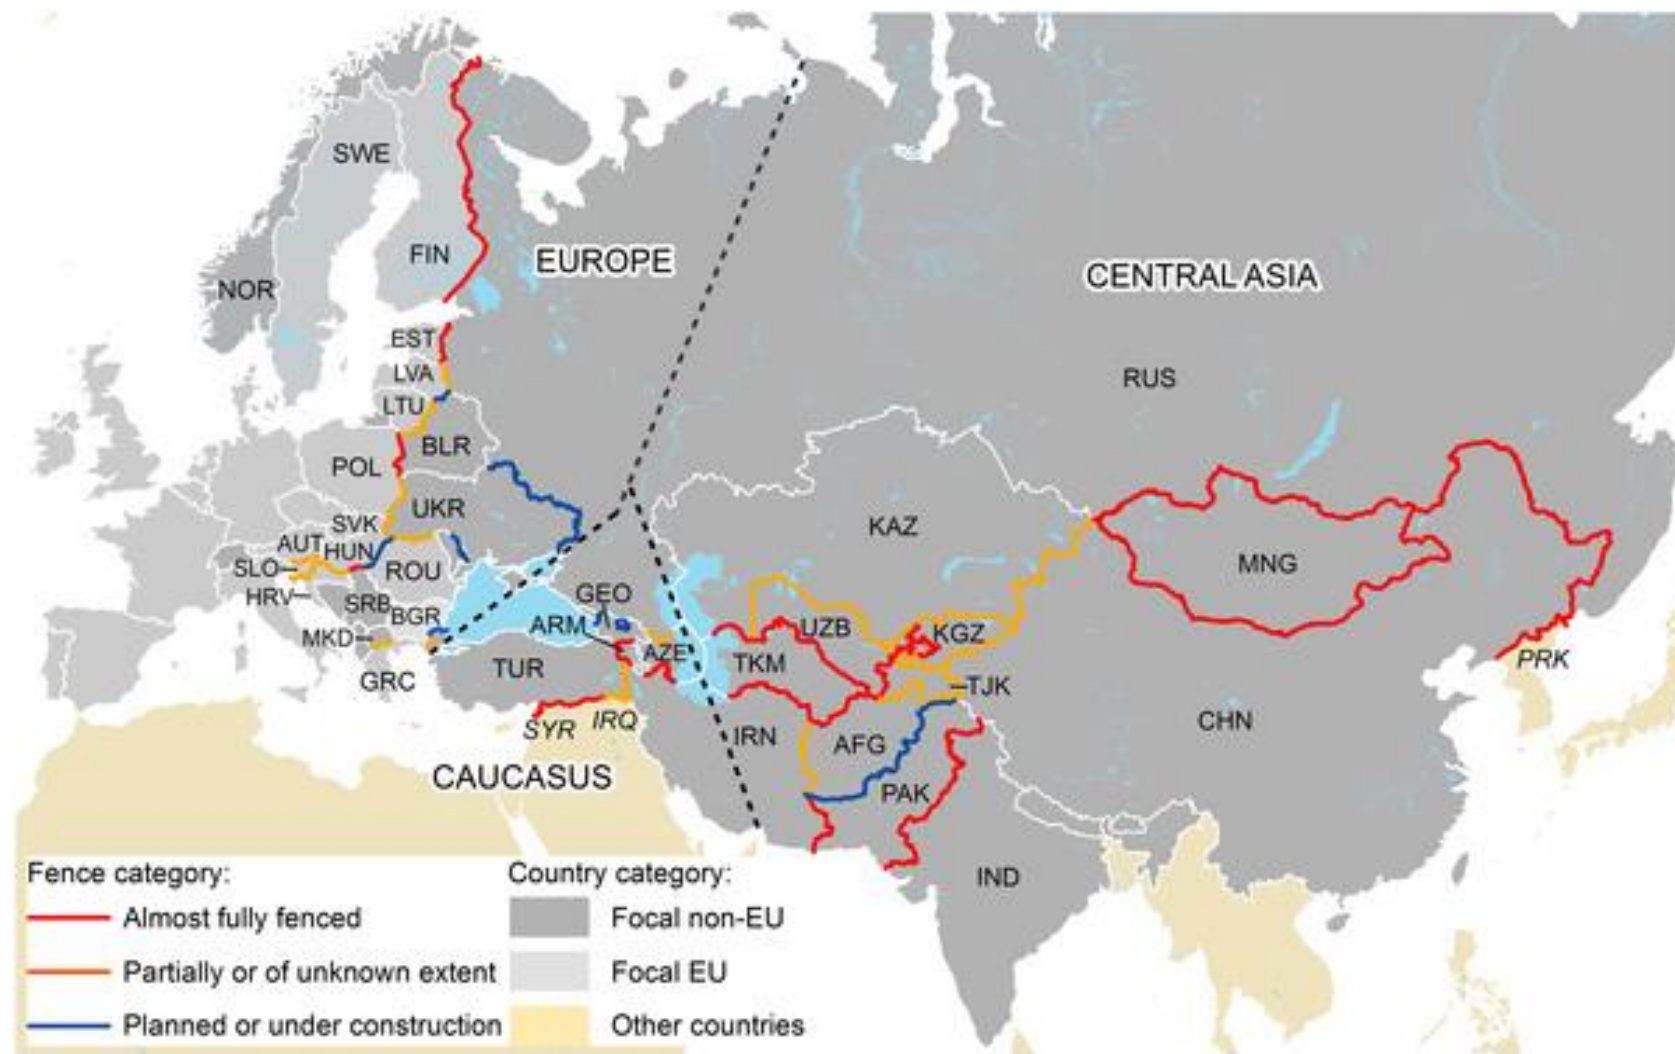 SWE
FIN
NOR
EUROPE
CENTRAL ASIA
EST
LVA
RUS
LTU
BLR
POL
UKR
SVK
KAZ
AUT
HUN
SLO
ROU
MNG
HRV
SRB
GEO
BGR
ARM
UZB
KGZ
MKD
AZE
TKM
PRK
TUR
GRC
TJK
SYR
IRQ
IRN
AFG
CHN
CAUCASUS
PAK
IND
Fence category:
Almost fully fenced
Partially or of unknown extent
Planned or under construction
Country category:
Focal non-EU
Focal EU
Other countries